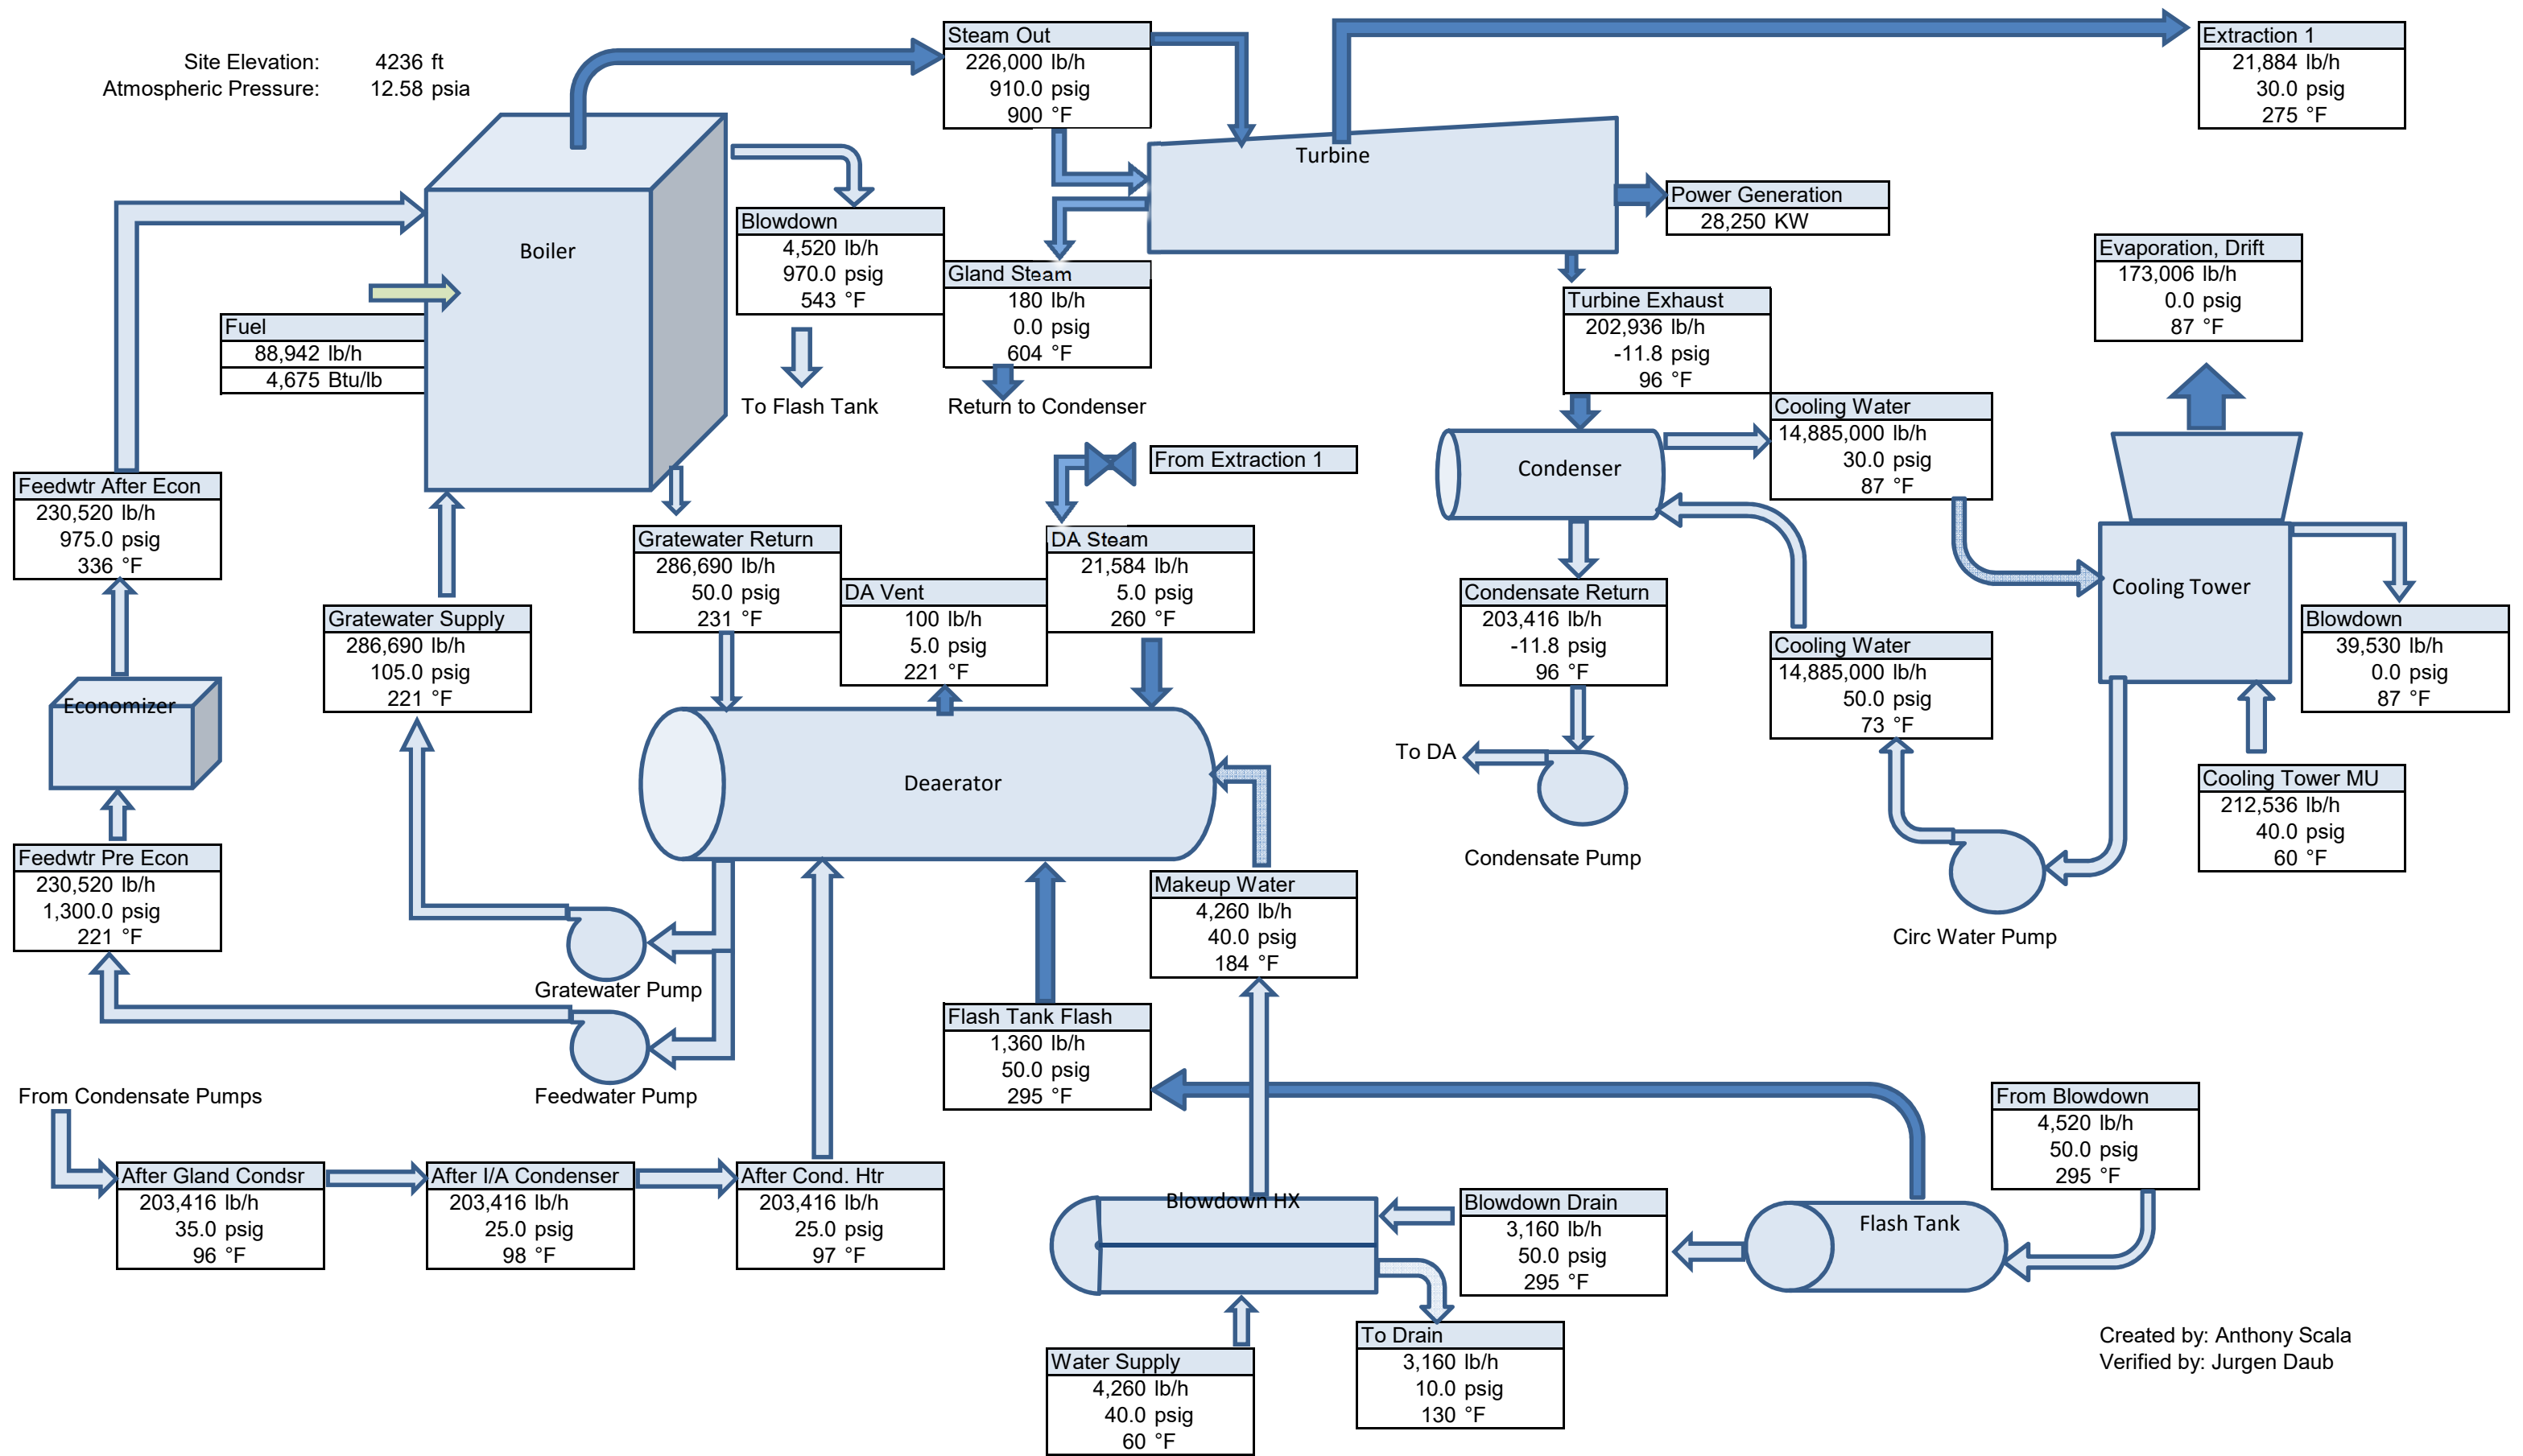 Site Elevation: 4236 ft
Atmospheric Pressure: 12.58 psia
Steam Out
226,000 lb/h
910.0 psig
900 °F
Extraction 1
21,884 lb/h
30.0 psig
275 °F
Turbine
Power Generation
28,250 KW
Boiler
Blowdown
4,520 lb/h
970.0 psig
543 °F
To Flash Tank
Gland Steam
180 lb/h
0.0 psig
604 °F
Return to Condenser
Fuel
88,942 lb/h
4,675 Btu/lb
Turbine Exhaust
202,936 lb/h
-11.8 psig
96 °F
Evaporation, Drift
173,006 lb/h
0.0 psig
87 °F
Cooling Water
14,885,000 lb/h
30.0 psig
87 °F
Condenser
From Extraction 1
Feedwtr After Econ
230,520 lb/h
975.0 psig
336 °F
Gratewater Return
286,690 lb/h
50.0 psig
231 °F
DA Vent
100 lb/h
5.0 psig
221 °F
DA Steam
21,584 lb/h
5.0 psig
260 °F
Condensate Return
203,416 lb/h
-11.8 psig
96 °F
Cooling Tower
Gratewater Supply
286,690 lb/h
105.0 psig
221 °F
Cooling Water
14,885,000 lb/h
50.0 psig
73 °F
Blowdown
39,530 lb/h
0.0 psig
87 °F
Economizer
To DA
Condensate Pump
Deaerator
Cooling Tower MU
212,536 lb/h
40.0 psig
60 °F
Feedwtr Pre Econ
230,520 lb/h
1,300.0 psig
221 °F
Makeup Water
4,260 lb/h
40.0 psig
184 °F
Circ Water Pump
Gratewater Pump
Flash Tank Flash
1,360 lb/h
50.0 psig
295 °F
Feedwater Pump
From Condensate Pumps
From Blowdown
4,520 lb/h
50.0 psig
295 °F
After Gland Condsr
203,416 lb/h
35.0 psig
96 °F
After I/A Condenser
203,416 lb/h
25.0 psig
98 °F
After Cond. Htr
203,416 lb/h
25.0 psig
97 °F
Blowdown HX
Blowdown Drain
3,160 lb/h
50.0 psig
295 °F
Flash Tank
Water Supply
4,260 lb/h
40.0 psig
60 °F
To Drain
3,160 lb/h
10.0 psig
130 °F
Created by: Anthony Scala
Verified by: Jurgen Daub